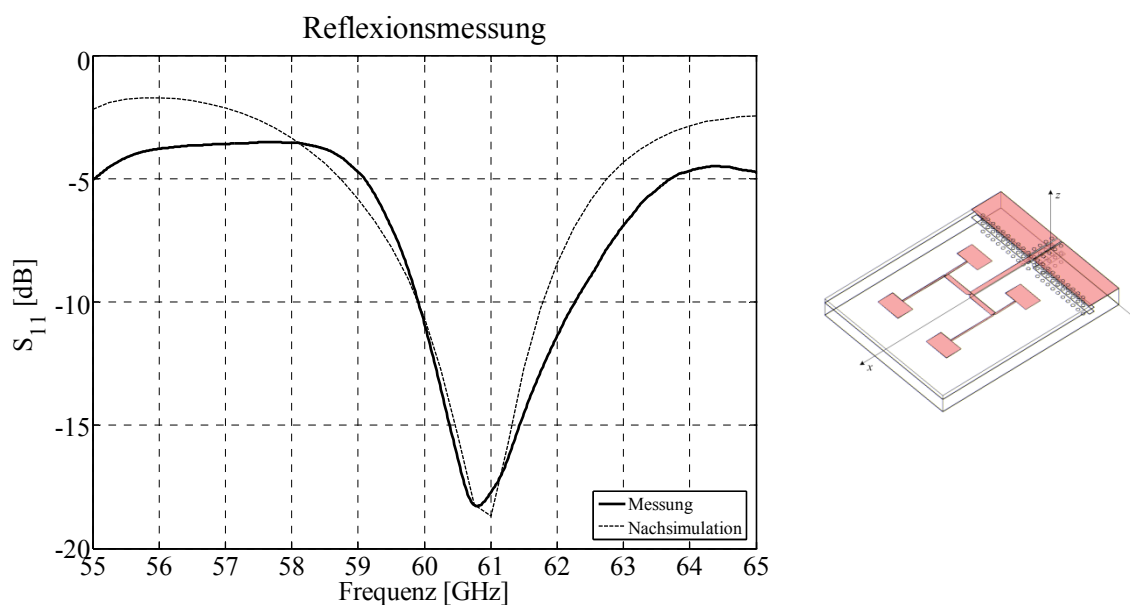 Reflexionsmessung
0
-5
-10
-15
-20
S11 [dB]
55 56 57 58 59 60 61 62 63 64 65
Frequenz [GHz]
Messung
Nachsimulation
z
x